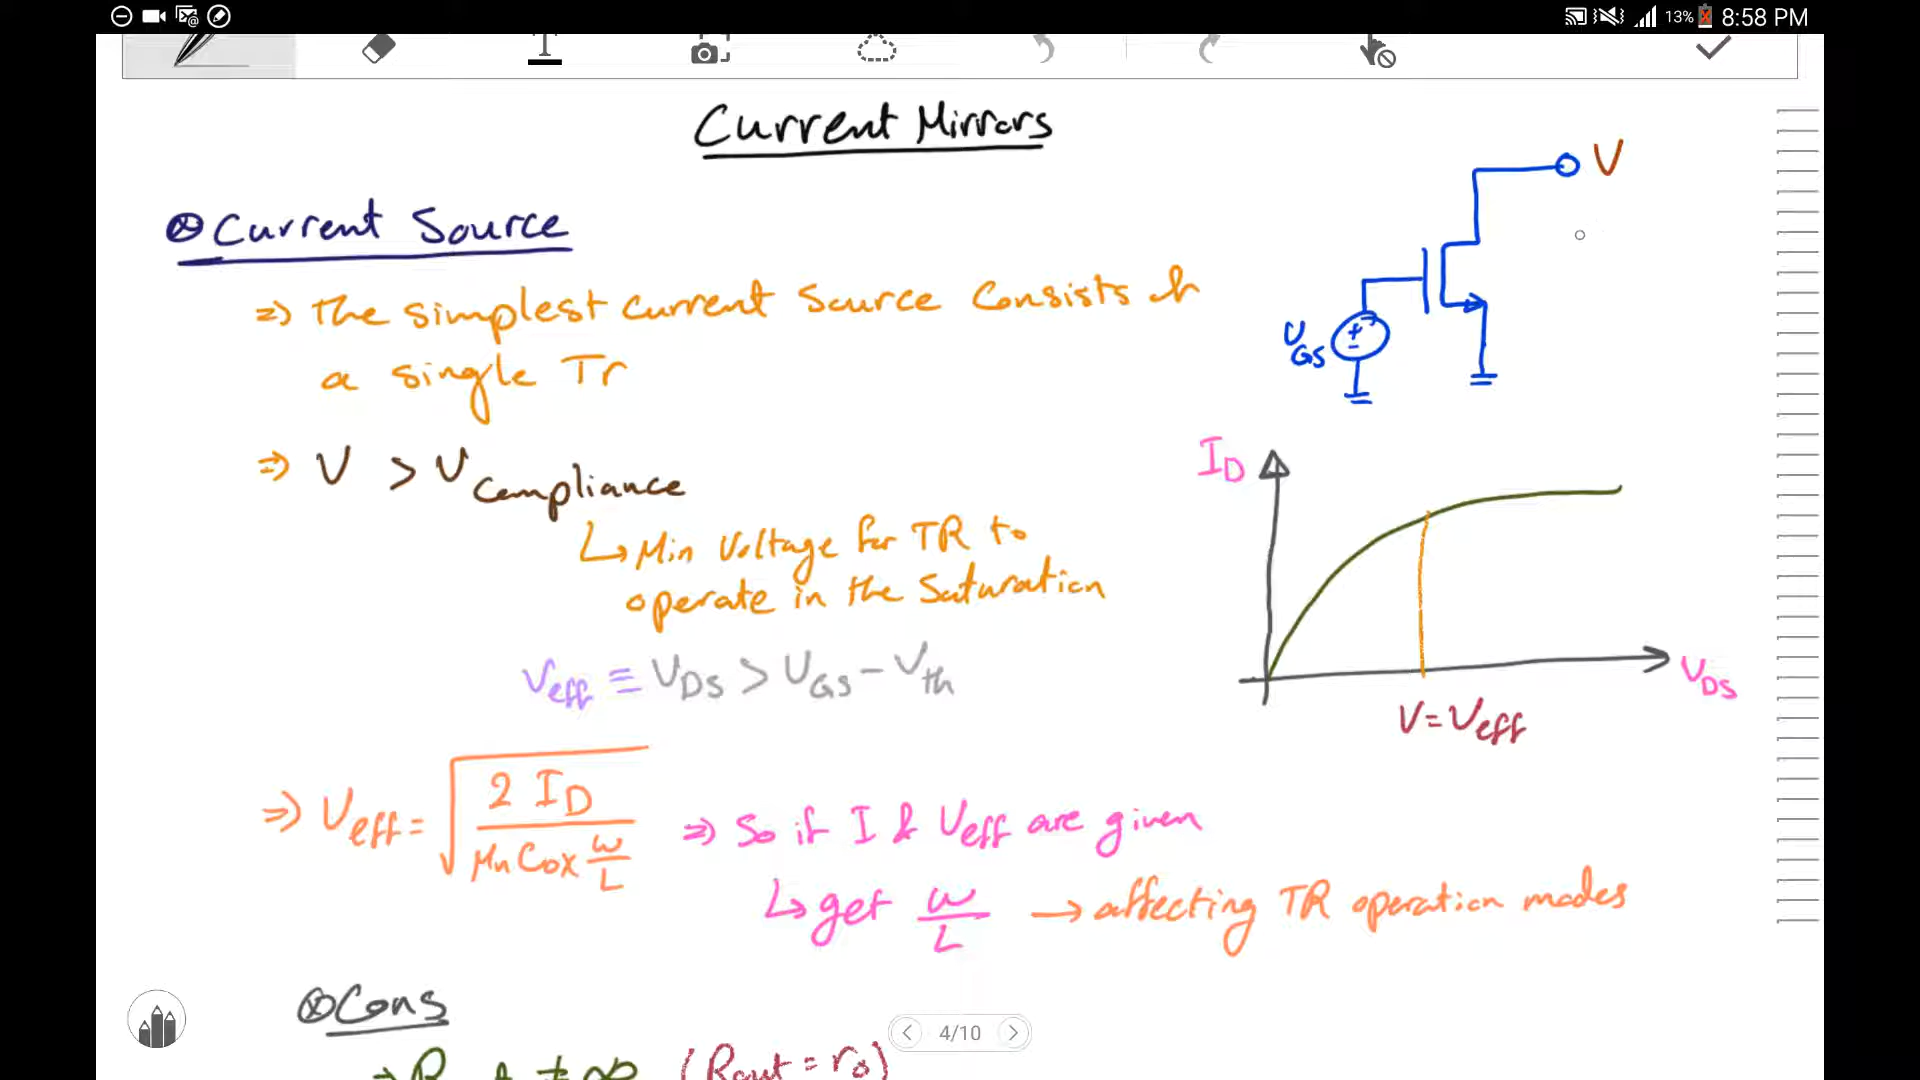 13% 8:58 PM
T
Current Mirrors
V
Current Source
⇒ The simplest current source consists of
a single Tr
V
GS
⇒ V > V compliance
↳ Min Voltage for TR to
operate in the Saturation
Veff ≡ VDS > VGS - Vth
ID
VDS
V = Veff
⇒ Veff = √(2 ID / μn Cox W/L) ⇒ So if I & Veff are given
↳ get W/L → affecting TR operation modes
Cons
4/10
(Rout = ro)